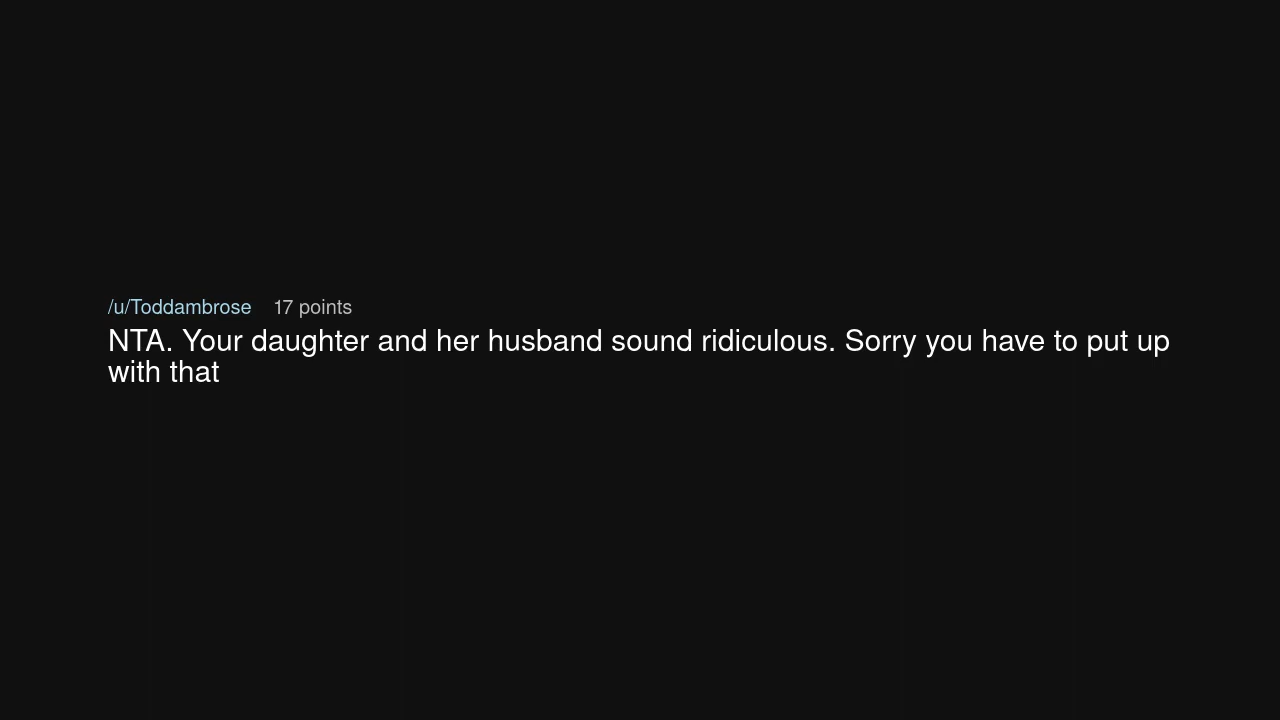 /u/Toddambrose 17 points
NTA. Your daughter and her husband sound ridiculous. Sorry you have to put up
with that